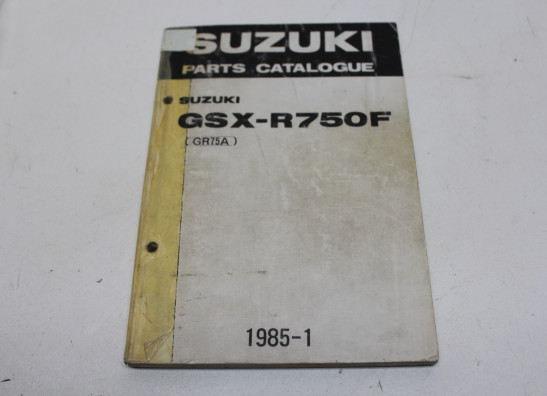 SUZUKI
PARTS CATALOGUE
SUZUKI
GSX-R750F
(GR75A)
1985-1